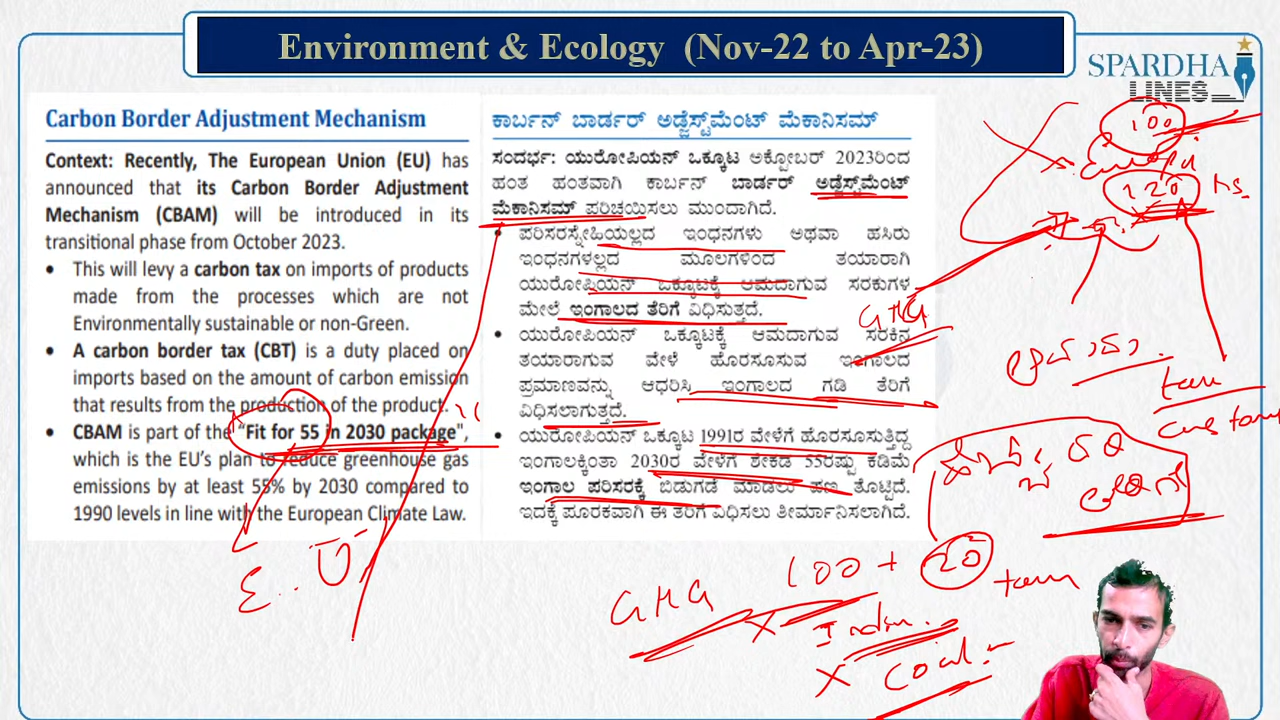 Environment & Ecology (Nov-22 to Apr-23)
SPARDHA
LINES
Carbon Border Adjustment Mechanism
Context: Recently, The European Union (EU) has
announced that its Carbon Border Adjustment
Mechanism (CBAM) will be introduced in its
transitional phase from October 2023.
• This will levy a carbon tax on imports of products
made from the processes which are not
Environmentally sustainable or non-Green.
• A carbon border tax (CBT) is a duty placed on
imports based on the amount of carbon emission
that results from the production of the product.
• CBAM is part of the "Fit for 55 in 2030 package",
which is the EU's plan to reduce greenhouse gas
emissions by at least 55% by 2030 compared to
1990 levels in line with the European Climate Law.
ಕಾರ್ಬನ್ ಬಾರ್ಡರ್ ಅಡ್ಜೆಸ್ಟ್‌ಮೆಂಟ್ ಮೆಕಾನಿಸಮ್
ಸಂದರ್ಭ: ಯುರೋಪಿಯನ್ ಒಕ್ಕೂಟ ಅಕ್ಟೋಬರ್ 2023ರಿಂದ
ಹಂತ ಹಂತವಾಗಿ ಕಾರ್ಬನ್ ಬಾರ್ಡರ್ ಅಡ್ಜೆಸ್ಟ್‌ಮೆಂಟ್
ಮೆಕಾನಿಸಮ್ ಪರಿಚಯಿಸಲು ಮುಂದಾಗಿದೆ.
• ಪರಿಸರಸ್ನೇಹಿಯಲ್ಲದ ಇಂಧನಗಳು ಅಥವಾ ಹಸಿರು
ಇಂಧನಗಳಲ್ಲದ ಮೂಲಗಳಿಂದ ತಯಾರಾಗಿ
ಯುರೋಪಿಯನ್ ಒಕ್ಕೂಟಕ್ಕೆ ಆಮದಾಗುವ ಸರಕುಗಳ
ಮೇಲೆ ಇಂಗಾಲದ ತೆರಿಗೆ ವಿಧಿಸುತ್ತದೆ.
• ಯುರೋಪಿಯನ್ ಒಕ್ಕೂಟಕ್ಕೆ ಆಮದಾಗುವ ಸರಕಿನ
ತಯಾರಾಗುವ ವೇಳೆ ಹೊರಸೂಸುವ ಇಂಗಾಲದ
ಪ್ರಮಾಣವನ್ನು ಆಧರಿಸಿ ಇಂಗಾಲದ ಗಡಿ ತೆರಿಗೆ
ವಿಧಿಸಲಾಗುತ್ತದೆ.
• ಯುರೋಪಿಯನ್ ಒಕ್ಕೂಟ 1991ರ ವೇಳೆಗೆ ಹೊರಸೂಸುತ್ತಿದ್ದ
ಇಂಗಾಲಕ್ಕಿಂತಾ 2030ರ ವೇಳೆಗೆ ಶೇಕಡ 55ರಷ್ಟು ಕಡಿಮೆ
ಇಂಗಾಲ ಪರಿಸರಕ್ಕೆ ಬಿಡುಗಡೆ ಮಾಡಲು ಪಣ ತೊಟ್ಟಿದೆ.
ಇದಕ್ಕೆ ಪೂರಕವಾಗಿ ಈ ತೆರಿಗೆ ವಿಧಿಸಲು ತೀರ್ಮಾನಿಸಲಾಗಿದೆ.
100
120
GHG
E.U
GHG
100 + 20
India